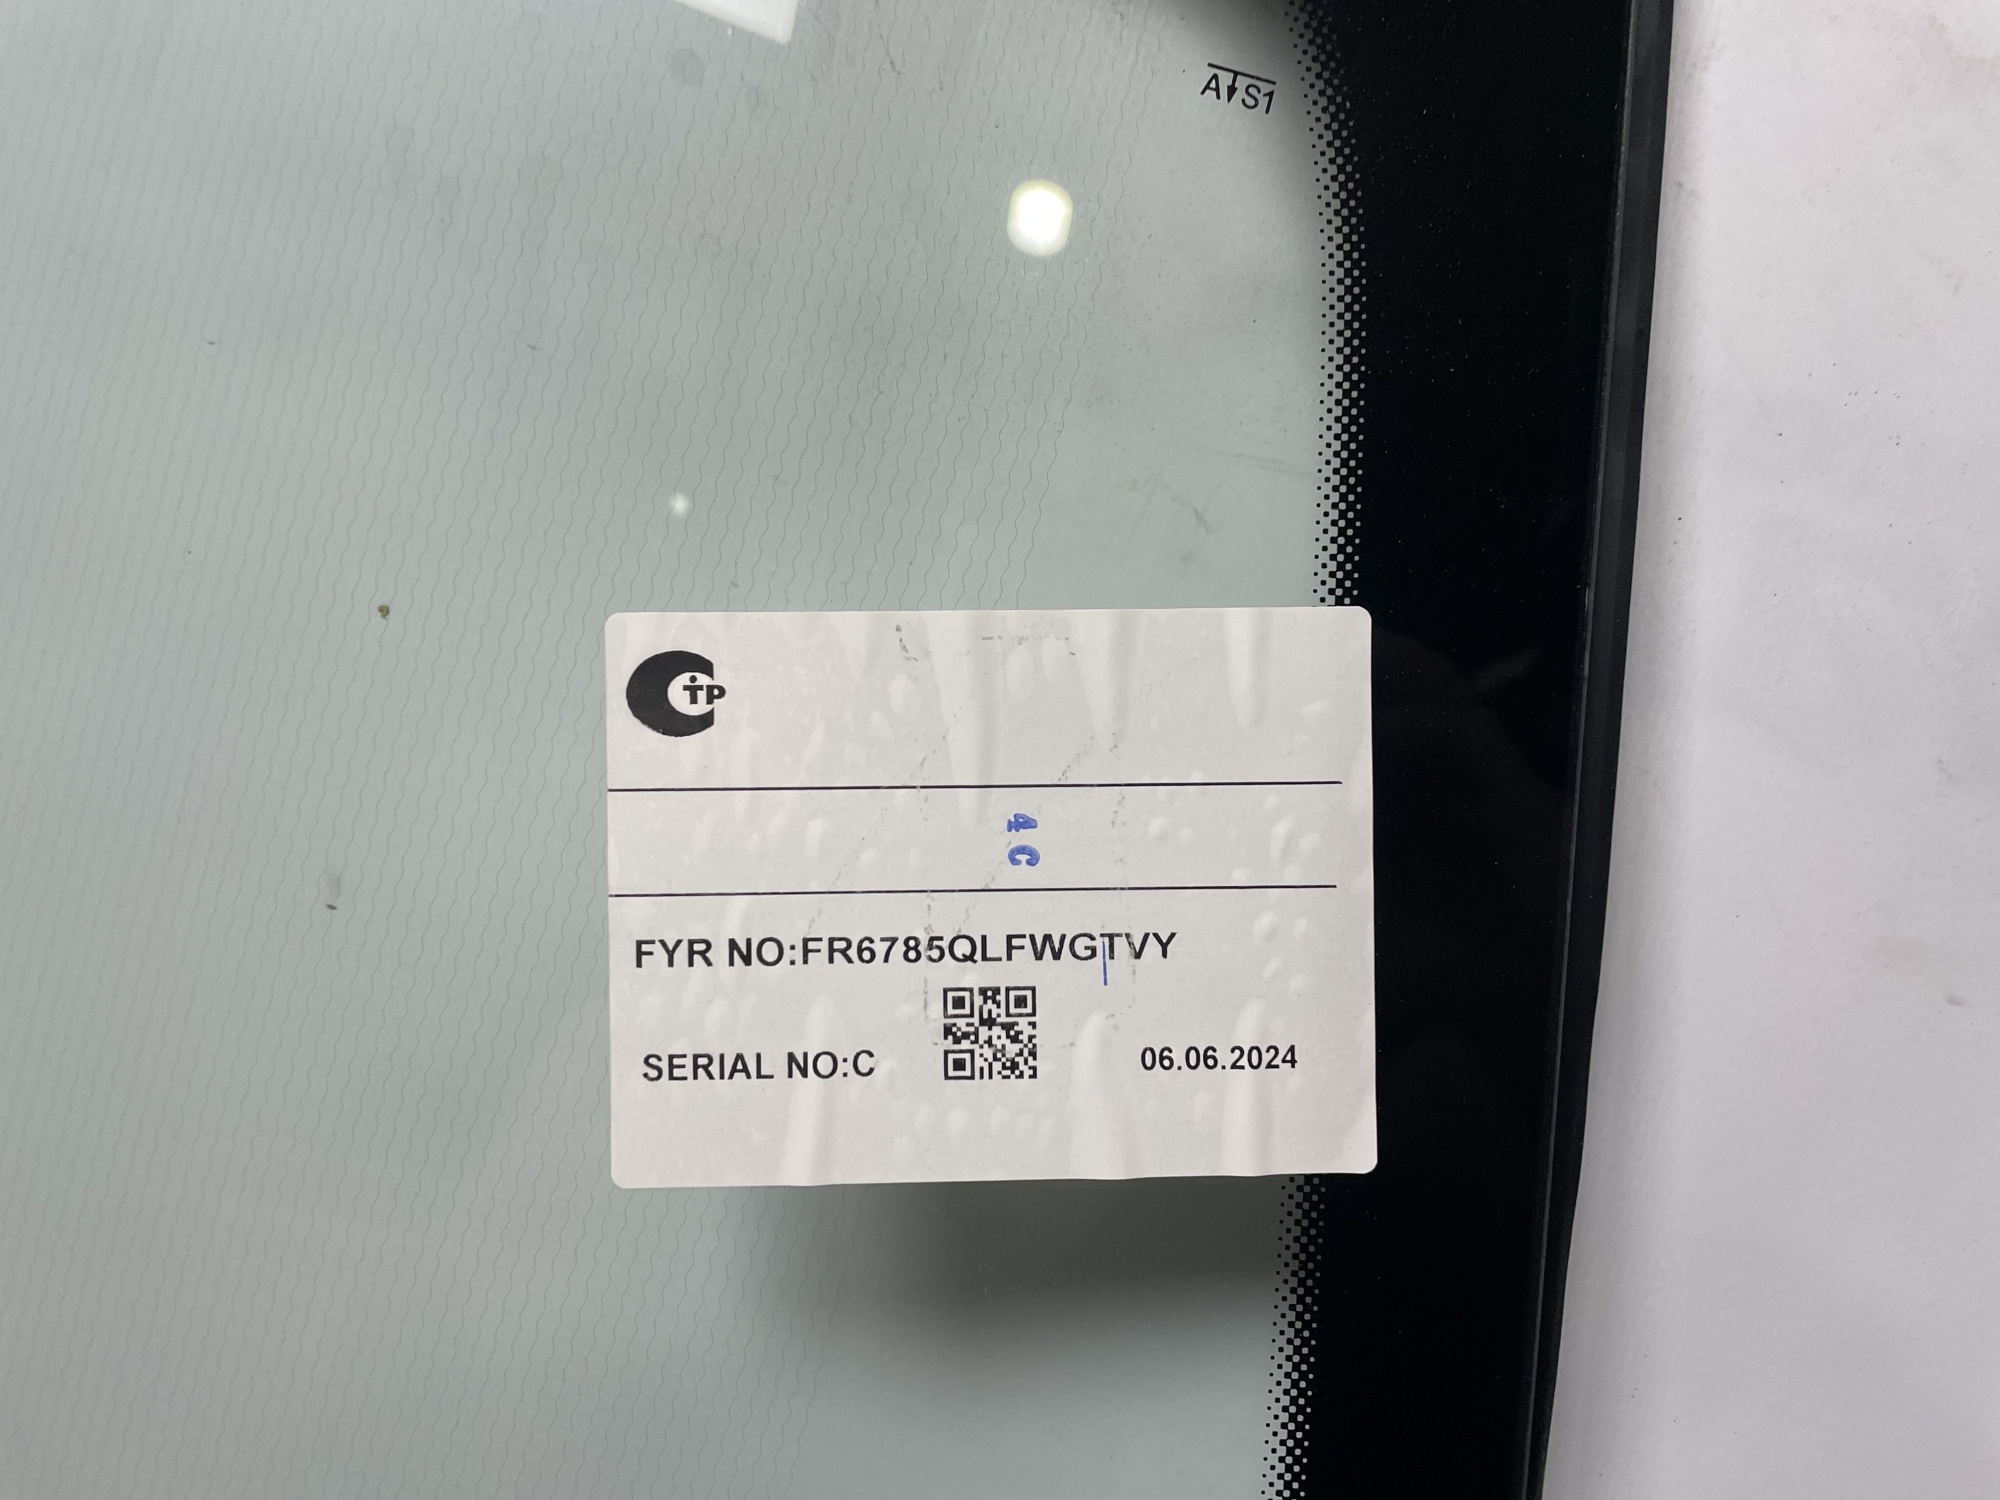 A↓S1
TP
4 C
FYR NO:FR6785QLFWGTVY
SERIAL NO:C
06.06.2024